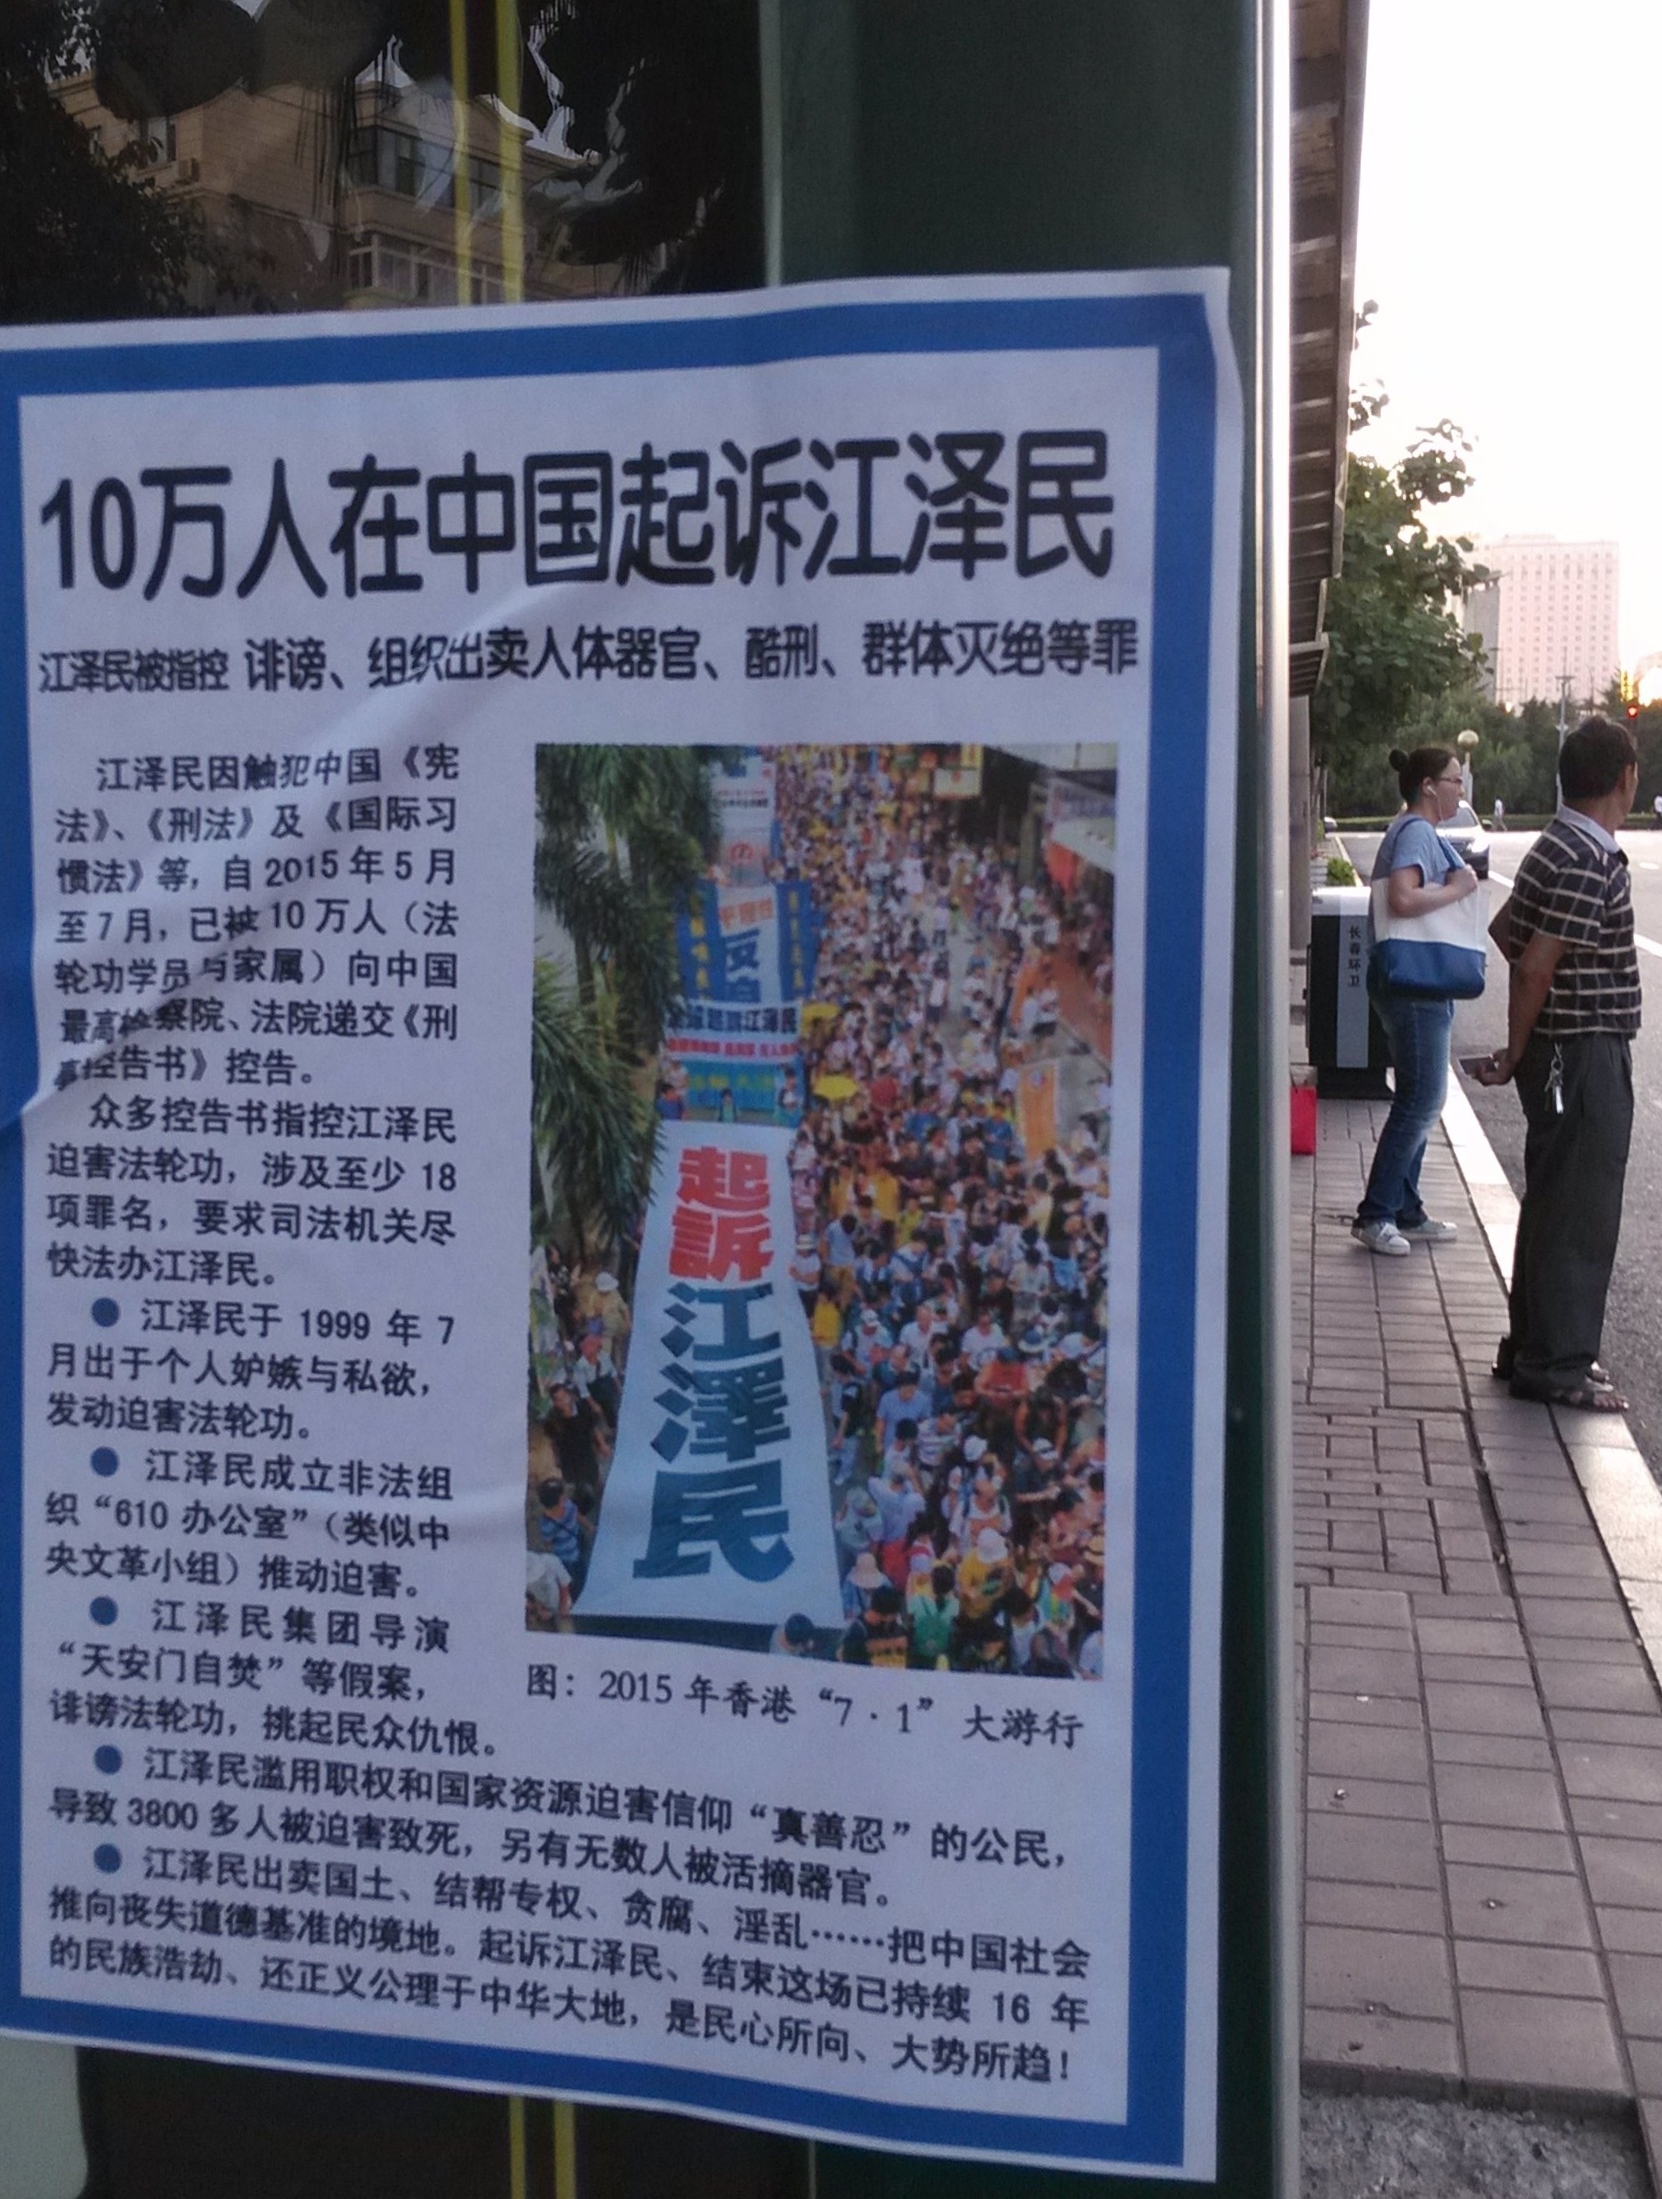 10万人在中国起诉江泽民
江泽民被指控 诽谤、组织出卖人体器官、酷刑、群体灭绝等罪
江泽民因触犯中国《宪
法》、《刑法》及《国际习
惯法》等，自2015年5月
至7月，已被10万人（法
轮功学员与家属）向中国
最高检察院、法院递交《刑
事控告书》控告。
众多控告书指控江泽民
迫害法轮功，涉及至少18
项罪名，要求司法机关尽
快法办江泽民。
● 江泽民于 1999 年 7
月出于个人妒嫉与私欲，
发动迫害法轮功。
● 江泽民成立非法组
织“610 办公室”（类似中
央文革小组）推动迫害。
● 江泽民集团导演
“天安门自焚”等假案，
诽谤法轮功，挑起民众仇恨。
● 江泽民滥用职权和国家资源迫害信仰“真善忍”的公民，
导致 3800 多人被迫害致死，另有无数人被活摘器官。
● 江泽民出卖国土、结帮专权、贪腐、淫乱……把中国社会
推向丧失道德基准的境地。起诉江泽民、结束这场已持续 16 年
的民族浩劫、还正义公理于中华大地，是民心所向、大势所趋！
起訴江澤民
图：2015 年香港“7·1”大游行
长春环卫